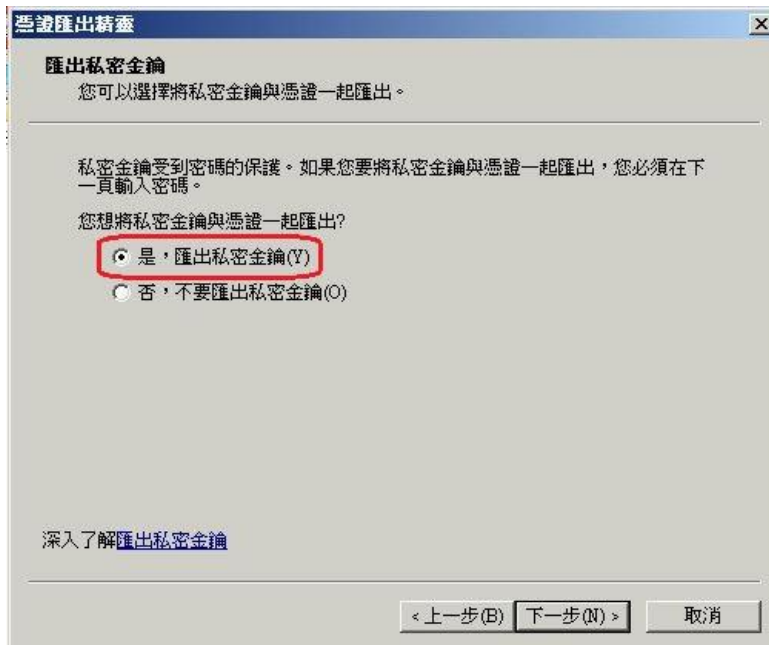 憑證匯出精靈
匯出私密金鑰
您可以選擇將私密金鑰與憑證一起匯出。
私密金鑰受到密碼的保護。如果您要將私密金鑰與憑證一起匯出，您必須在下
一頁輸入密碼。
您想將私密金鑰與憑證一起匯出?
是，匯出私密金鑰(Y)
否，不要匯出私密金鑰(O)
深入了解匯出私密金鑰
<上一步(B) 下一步(N)> 取消